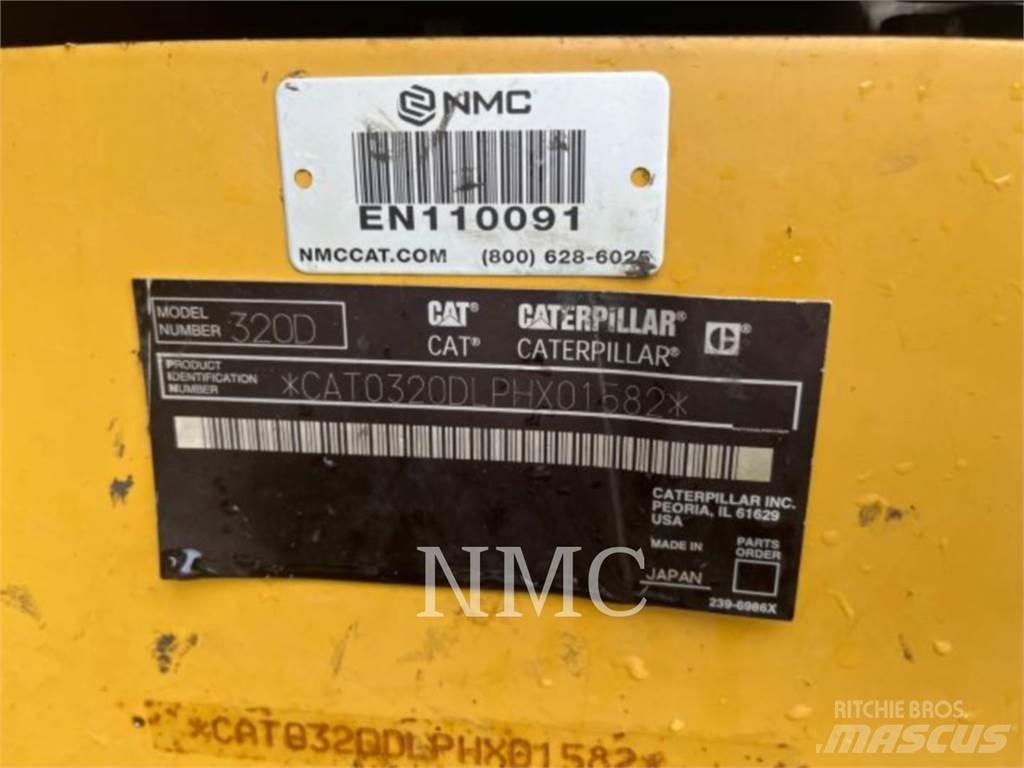 NMC
EN110091
NMCCAT.COM (800) 628-6025
MODEL NUMBER 320D
CAT® CATERPILLAR® ®
CAT® CATERPILLAR®
PRODUCT IDENTIFICATION NUMBER *CAT0320DLPHX01582*
CATERPILLAR INC.
PEORIA, IL 61629
USA
MADE IN JAPAN
PARTS ORDER
239-6986X
NMC
*CAT0320DLPHX01582*
RITCHIE BROS.
MASCUS